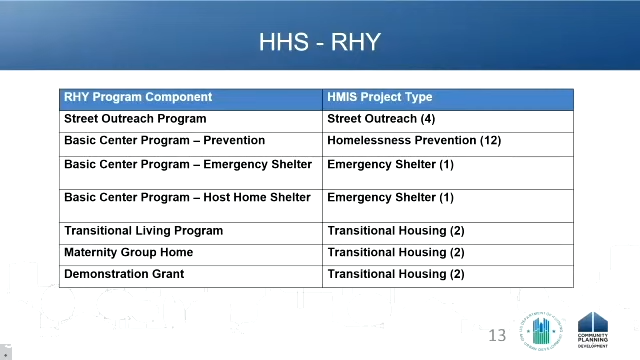 HHS - RHY
RHY Program Component HMIS Project Type
Street Outreach Program Street Outreach (4)
Basic Center Program – Prevention Homelessness Prevention (12)
Basic Center Program – Emergency Shelter Emergency Shelter (1)
Basic Center Program – Host Home Shelter Emergency Shelter (1)
Transitional Living Program Transitional Housing (2)
Maternity Group Home Transitional Housing (2)
Demonstration Grant Transitional Housing (2)
13
COMMUNITY
PLANNING
DEVELOPMENT